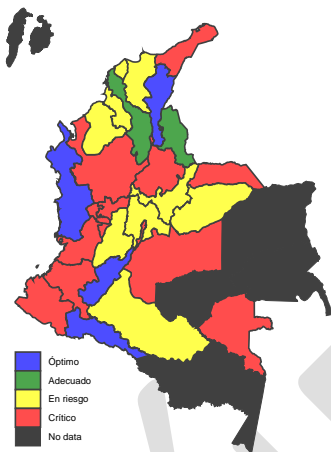 Óptimo
Adecuado
En riesgo
Crítico
No data